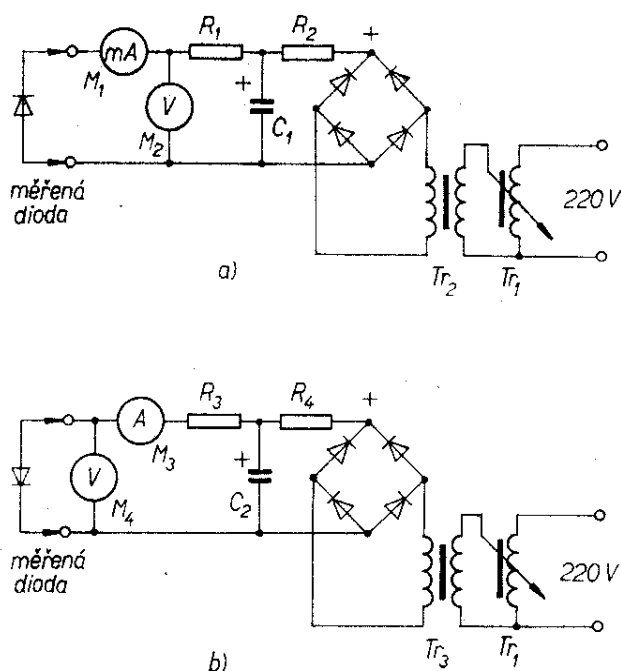 R1
R2
+
mA
M1
V
M2
+
C1
měřená
dioda
220 V
Tr2
Tr1
a)
R3
R4
+
A
M3
V
M4
+
C2
měřená
dioda
220 V
Tr3
Tr1
b)